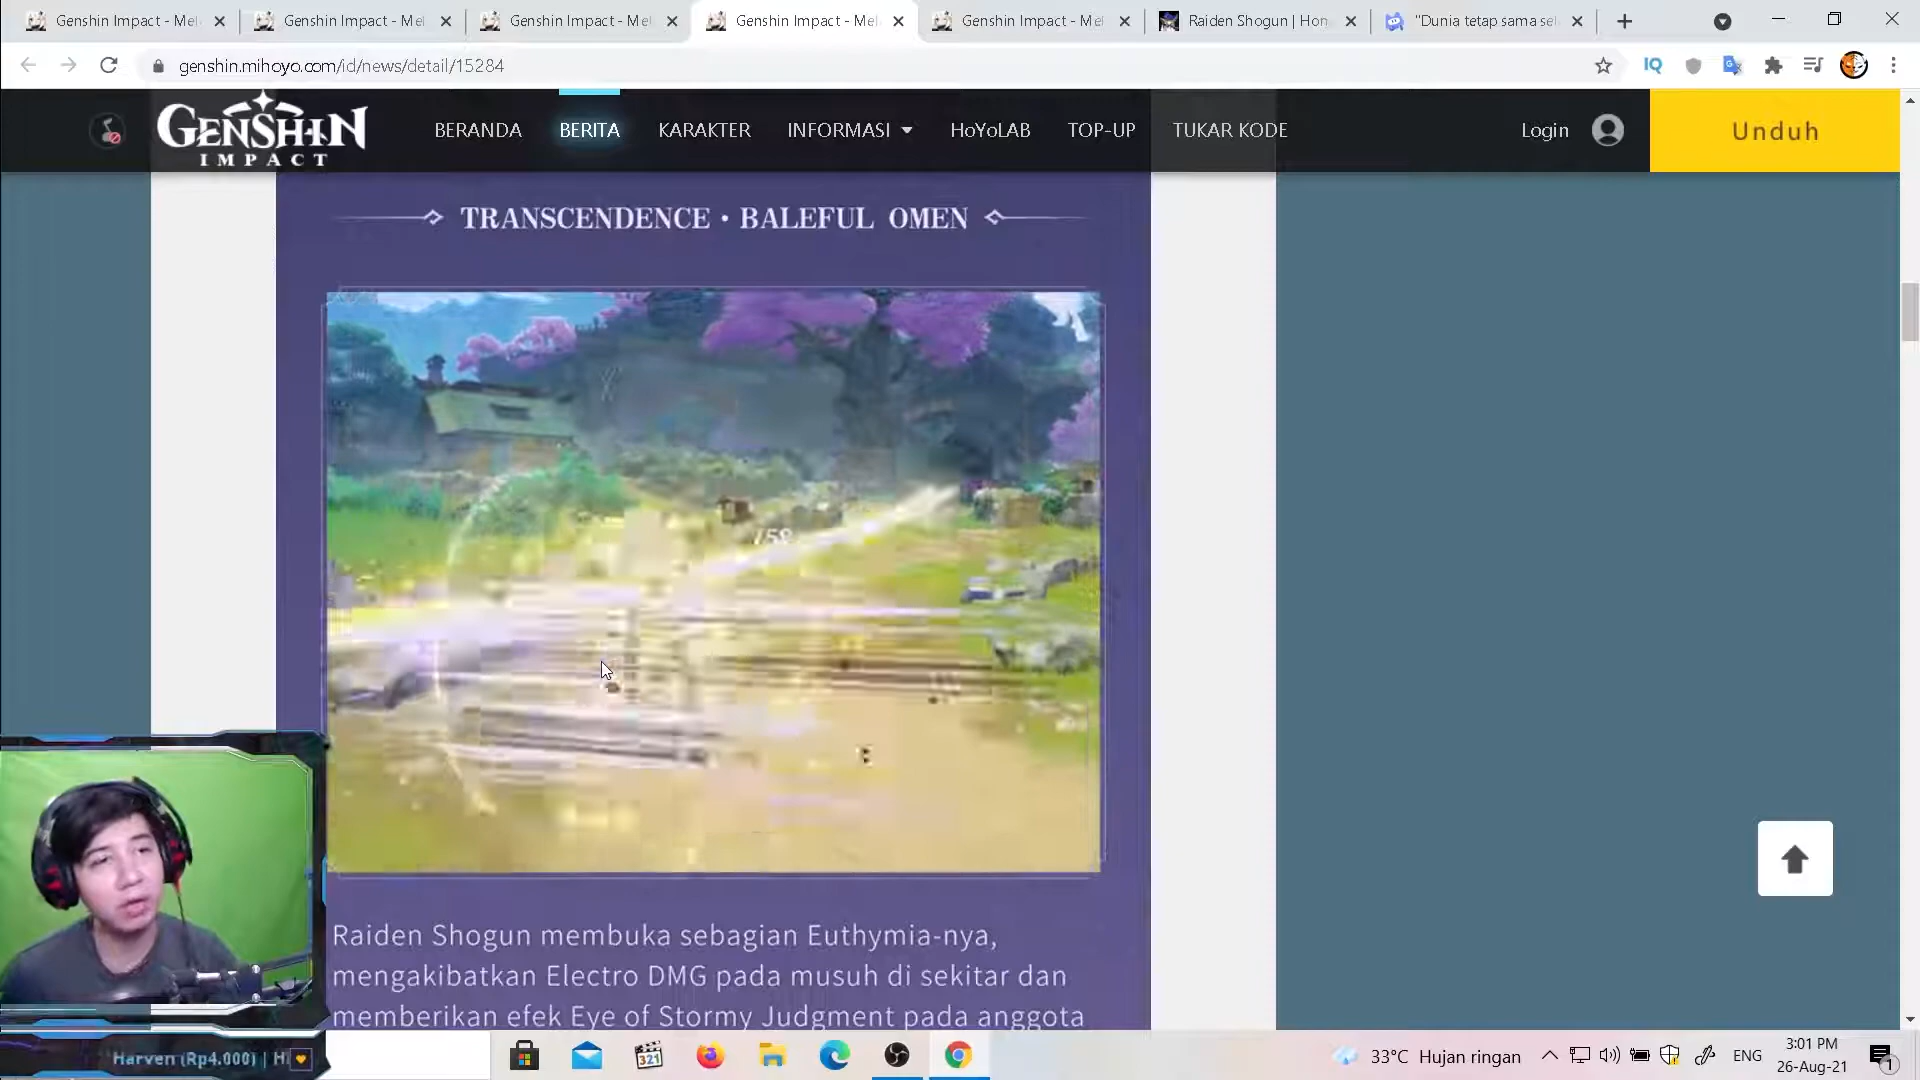 Genshin Impact - Mel
Genshin Impact - Mel
Genshin Impact - Mel
Genshin Impact - Mel
Genshin Impact - Mel
Raiden Shogun | Hon
"Dunia tetap sama sel
genshin.mihoyo.com/id/news/detail/15284
IQ
GENSHIN
IMPACT
BERANDA
BERITA
KARAKTER
INFORMASI
HoYoLAB
TOP-UP
TUKAR KODE
Login
Unduh
TRANSCENDENCE • BALEFUL OMEN
758
Raiden Shogun membuka sebagian Euthymia-nya,
mengakibatkan Electro DMG pada musuh di sekitar dan
memberikan efek Eye of Stormy Judgment pada anggota
Harven (Rp4.000) | H
321
33°C Hujan ringan
ENG
3:01 PM
26-Aug-21
1